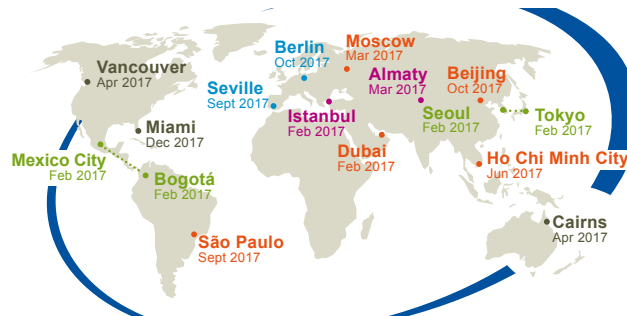 Vancouver
Apr 2017
Berlin
Oct 2017
Moscow
Mar 2017
Seville
Sept 2017
Almaty
Mar 2017
Beijing
Oct 2017
Miami
Dec 2017
Istanbul
Feb 2017
Seoul
Feb 2017
Tokyo
Feb 2017
Mexico City
Feb 2017
Bogotá
Feb 2017
Dubai
Feb 2017
Ho Chi Minh City
Jun 2017
São Paulo
Sept 2017
Cairns
Apr 2017